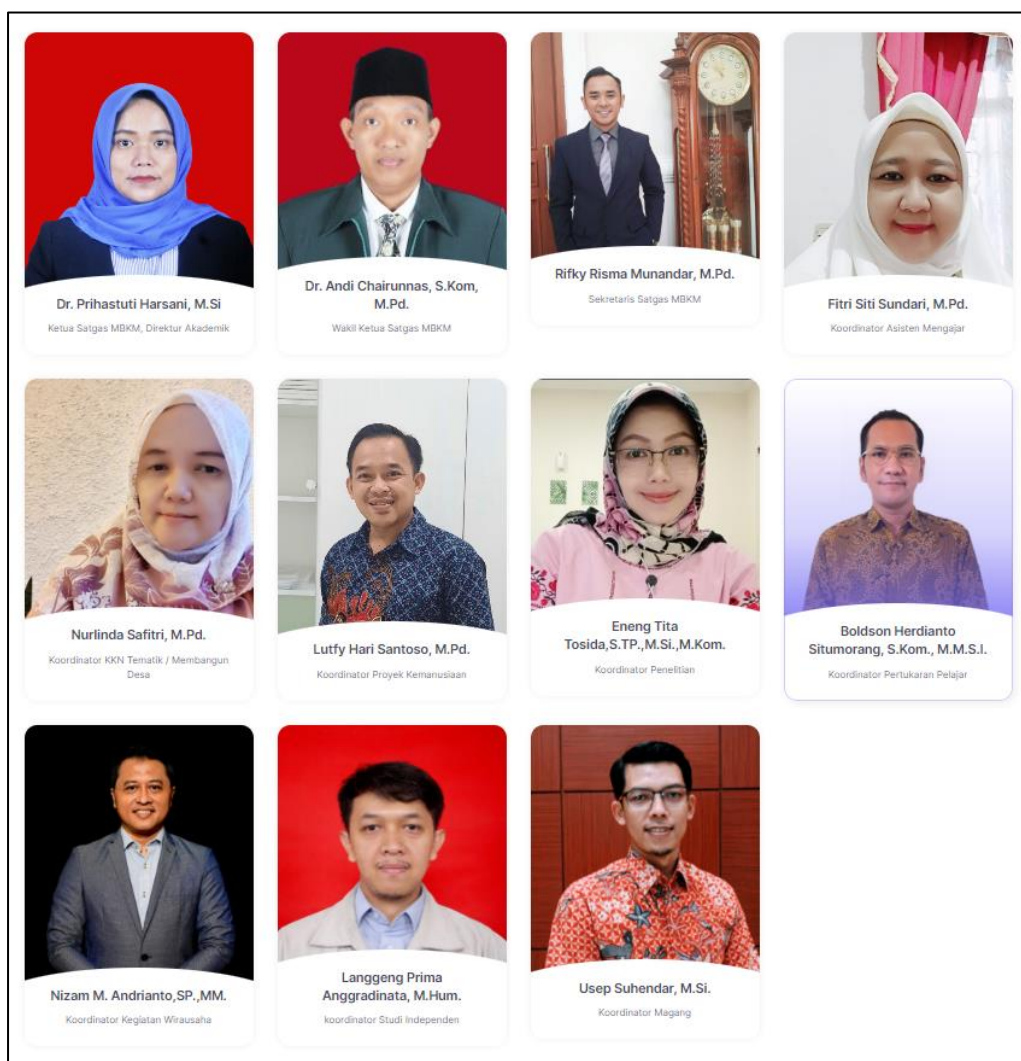 Dr. Prihastuti Harsani, M.Si
Ketua Satgas MBKM, Direktur Akademik
Dr. Andi Chairunnas, S.Kom,
M.Pd.
Wakil Ketua Satgas MBKM
Rifky Risma Munandar, M.Pd.
Sekretaris Satgas MBKM
Fitri Siti Sundari, M.Pd.
Koordinator Asisten Mengajar
Nurlinda Safitri, M.Pd.
Koordinator KKN Tematik / Membangun
Desa
Lutfy Hari Santoso, M.Pd.
Koordinator Proyek Kemanusiaan
Eneng Tita
Tosida,S.TP.,M.Si.,M.Kom.
Koordinator Penelitian
Boldson Herdianto
Situmorang, S.Kom., M.M.S.I.
Koordinator Pertukaran Pelajar
Nizam M. Andrianto,SP.,MM.
Koordinator Kegiatan Wirausaha
Langgeng Prima
Anggradinata, M.Hum.
koordinator Studi Independen
Usep Suhendar, M.Si.
Koordinator Magang